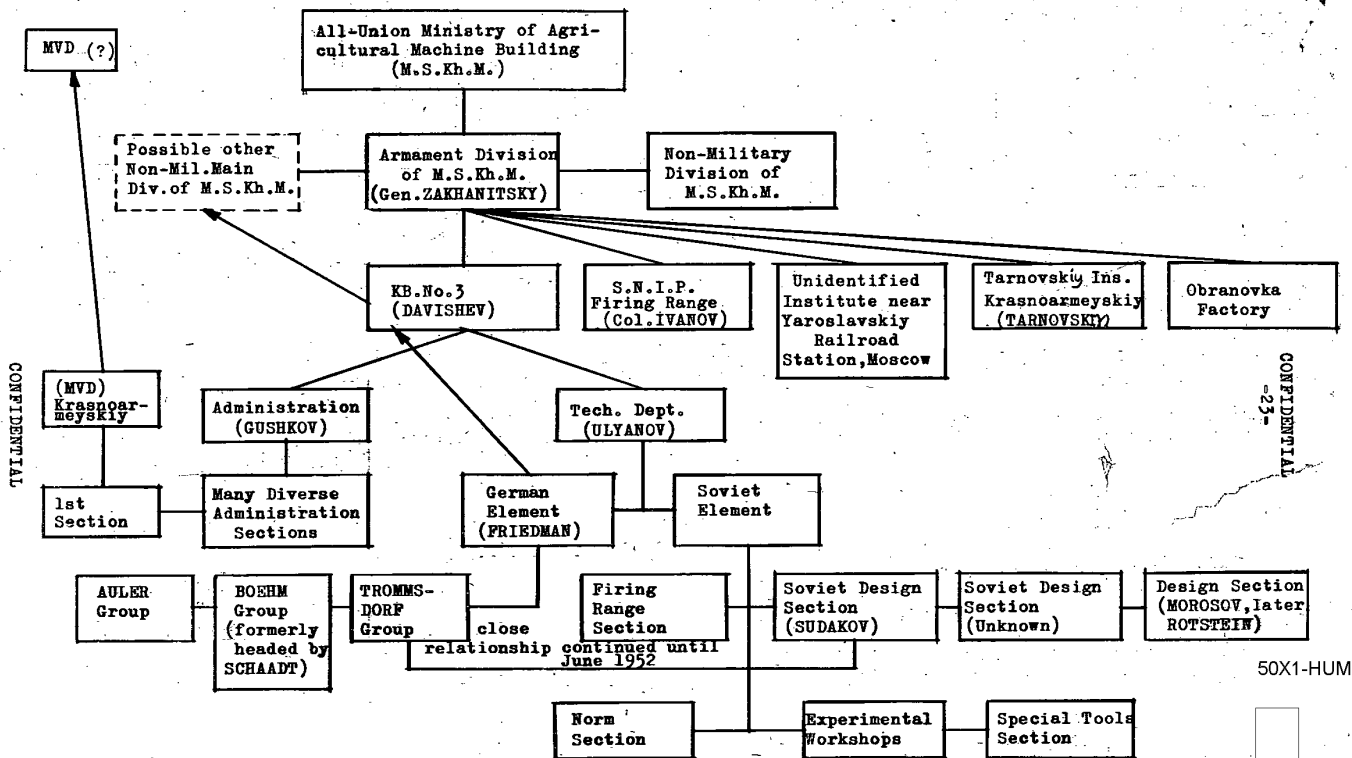 All-Union Ministry of Agri-
cultural Machine Building
(M.S.Kh.M.)
MVD (?)
Possible other
Non-Mil.Main
Div.of M.S.Kh.M.
Armament Division
of M.S.Kh.M.
(Gen.ZAKHANITSKY)
Non-Military
Division of
M.S.Kh.M.
KB.No.3
(DAVISHEV)
S.N.I.P.
Firing Range
(Col.IVANOV)
Unidentified
Institute near
Yaroslavskiy
Railroad
Station,Moscow
Tarnovskiy Ins.
Krasnoarmeyskiy
(TARNOVSKIY)
Obranovka
Factory
CONFIDENTIAL
(MVD)
Krasnoar-
meyskiy
Administration
(GUSHKOV)
Tech. Dept.
(ULYANOV)
CONFIDENTIAL
-23-
1st
Section
Many Diverse
Administration
Sections
German
Element
(FRIEDMAN)
Soviet
Element
AULER
Group
BOEHM
Group
(formerly
headed by
SCHAADT)
TROMMS-
DORF
Group
close
relationship continued until
June 1952
Firing
Range
Section
Soviet Design
Section
(SUDAKOV)
Soviet Design
Section
(Unknown)
Design Section
(MOROSOV,later
ROTSTEIN)
50X1-HUM
Norm
Section
Experimental
Workshops
Special Tools
Section